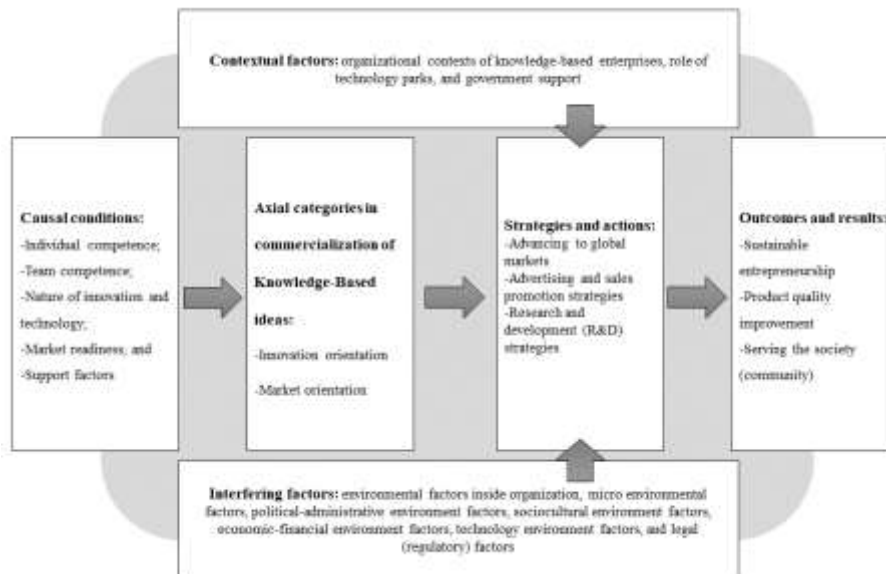 Contextual factors: organizational contexts of knowledge-based enterprises, role of
technology parks, and government support
Causal conditions:
-Individual competence;
-Team competence;
-Nature of innovation and
technology;
-Market readiness, and
-Support factors
Axial categories in
commercialization of
Knowledge-Based
ideas:
-Innovation orientation
-Market orientation
Strategies and actions:
-Advancing to global
markets
-Advertising and sales
promotion strategies
-Research and
development (R&D)
strategies
Outcomes and results:
-Sustainable
entrepreneurship
-Product quality
improvement
-Serving the society
(community)
Interfering factors: environmental factors inside organization, micro environmental
factors, political-administrative environment factors, sociocultural environment factors,
economic-financial environment factors, technology environment factors, and legal
(regulatory) factors